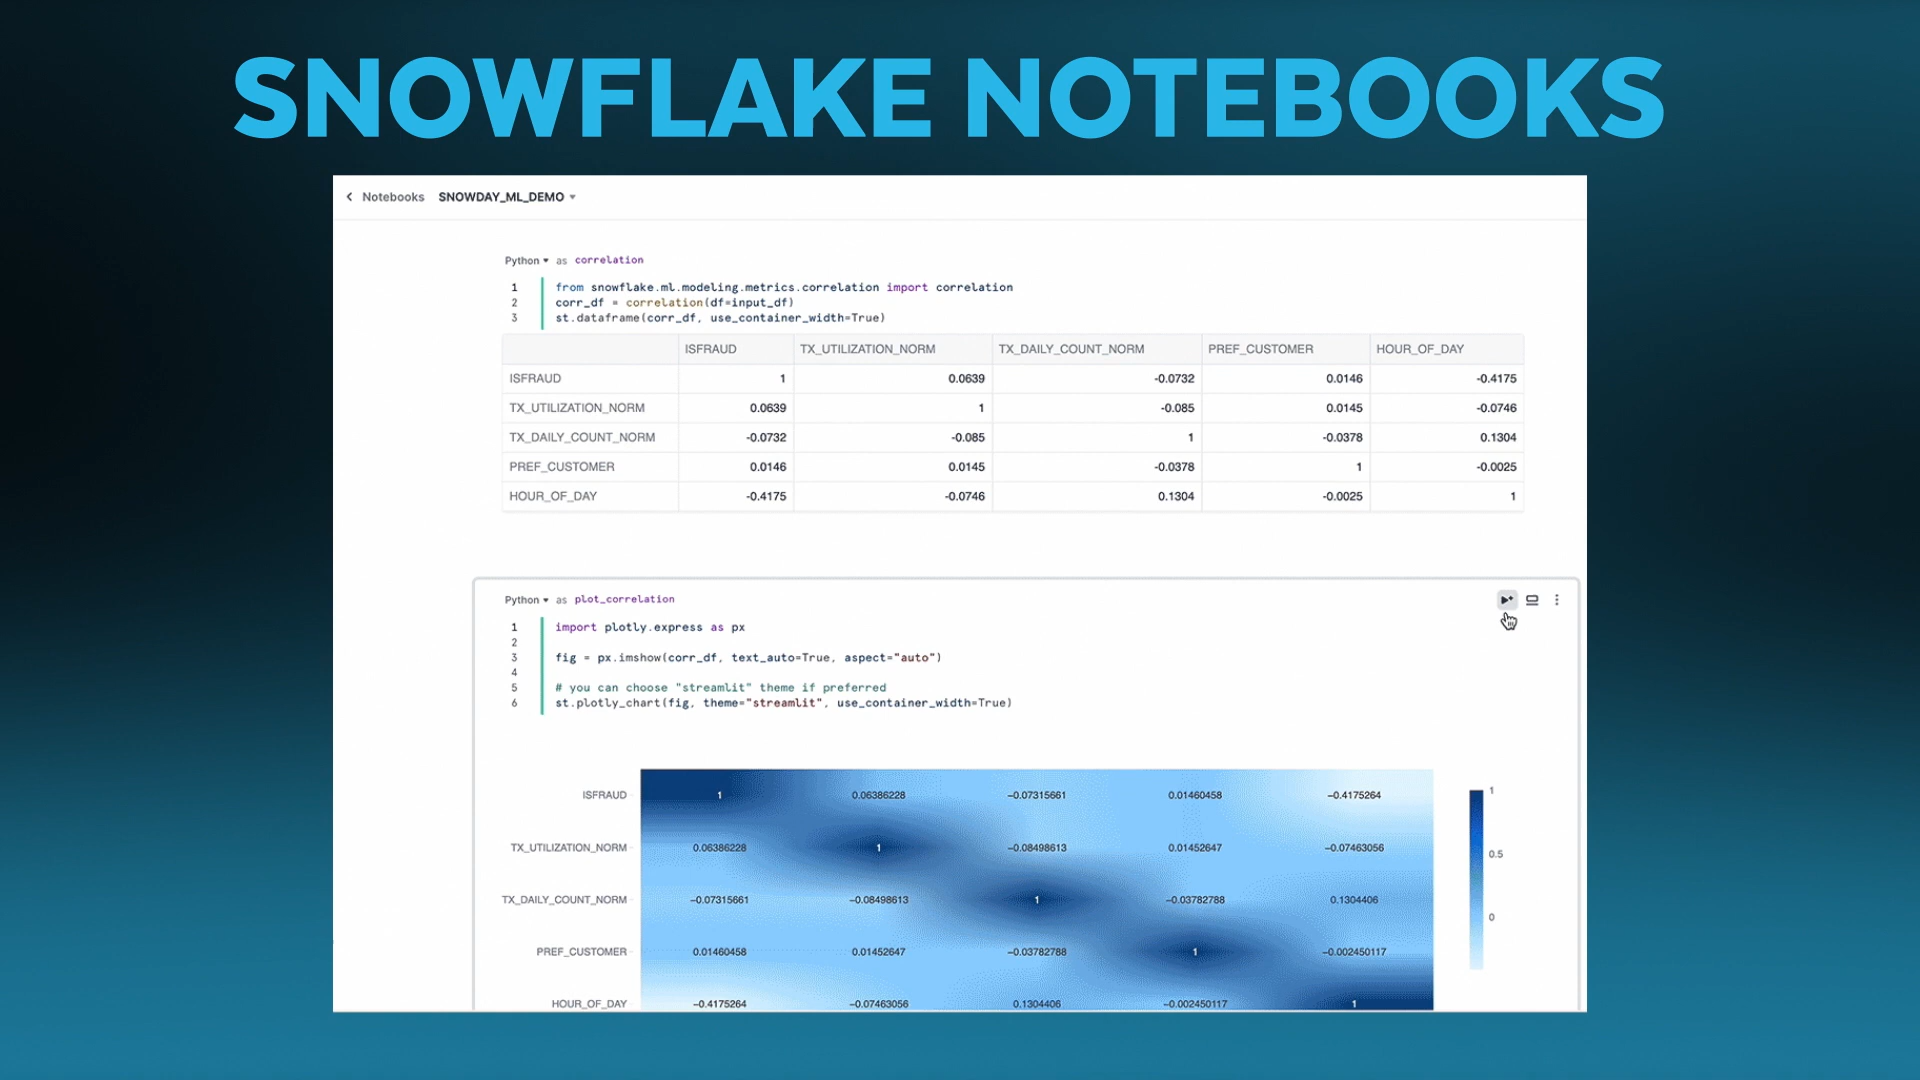 SNOWFLAKE NOTEBOOKS
Notebooks SNOWDAY_ML_DEMO
Python as correlation
1 from snowflake.ml.modeling.metrics.correlation import correlation
2 corr_df = correlation(df=input_df)
3 st.dataframe(corr_df, use_container_width=True)
ISFRAUD TX_UTILIZATION_NORM TX_DAILY_COUNT_NORM PREF_CUSTOMER HOUR_OF_DAY
ISFRAUD 1 0.0639 -0.0732 0.0146 -0.4175
TX_UTILIZATION_NORM 0.0639 1 -0.085 0.0145 -0.0746
TX_DAILY_COUNT_NORM -0.0732 -0.085 1 -0.0378 0.1304
PREF_CUSTOMER 0.0146 0.0145 -0.0378 1 -0.0025
HOUR_OF_DAY -0.4175 -0.0746 0.1304 -0.0025 1
Python as plot_correlation
1 import plotly.express as px
2
3 fig = px.imshow(corr_df, text_auto=True, aspect="auto")
4
5 # you can choose "streamlit" theme if preferred
6 st.plotly_chart(fig, theme="streamlit", use_container_width=True)
ISFRAUD 1 0.06386228 −0.07315661 0.01460458 −0.4175264 1
TX_UTILIZATION_NORM 0.06386228 1 −0.08498613 0.01452647 −0.07463056 0.5
TX_DAILY_COUNT_NORM −0.07315661 −0.08498613 1 −0.03782788 0.1304406 0
PREF_CUSTOMER 0.01460458 0.01452647 −0.03782788 1 −0.002450117
HOUR_OF_DAY −0.4175264 −0.07463056 0.1304406 −0.002450117 1